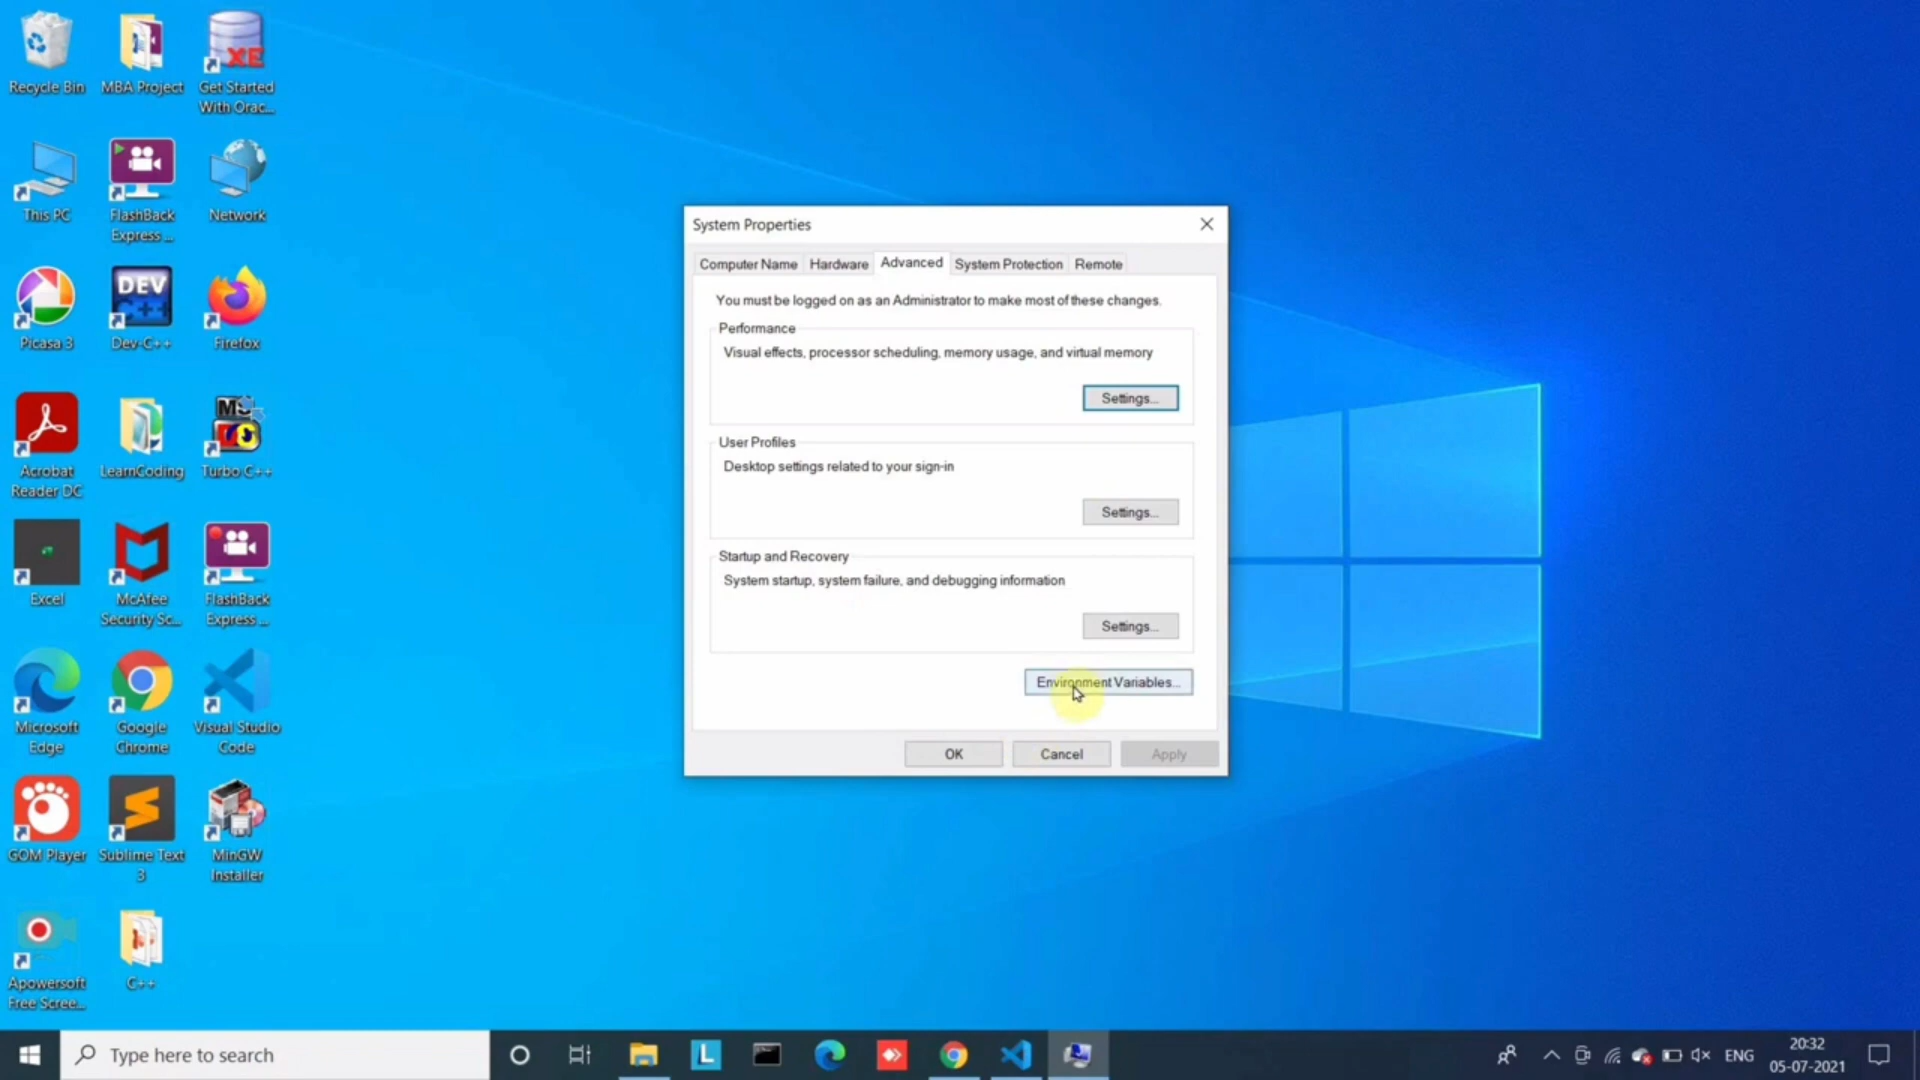 Recycle Bin
MBA Project
Get Started
With Orac...
XE
This PC
FlashBack
Express ...
Network
Picasa 3
DEV
C++
Dev-C++
Firefox
Acrobat
Reader DC
LearnCoding
Turbo C++
Excel
McAfee
Security Sc...
FlashBack
Express ...
Microsoft
Edge
Google
Chrome
Visual Studio
Code
GOM Player
Sublime Text
3
MinGW
Installer
Apowersoft
Free Scree...
C++
System Properties
Computer Name
Hardware
Advanced
System Protection
Remote
You must be logged on as an Administrator to make most of these changes.
Performance
Visual effects, processor scheduling, memory usage, and virtual memory
Settings...
User Profiles
Desktop settings related to your sign-in
Settings...
Startup and Recovery
System startup, system failure, and debugging information
Settings...
Environment Variables...
OK
Cancel
Apply
Type here to search
L
ENG
20:32
05-07-2021